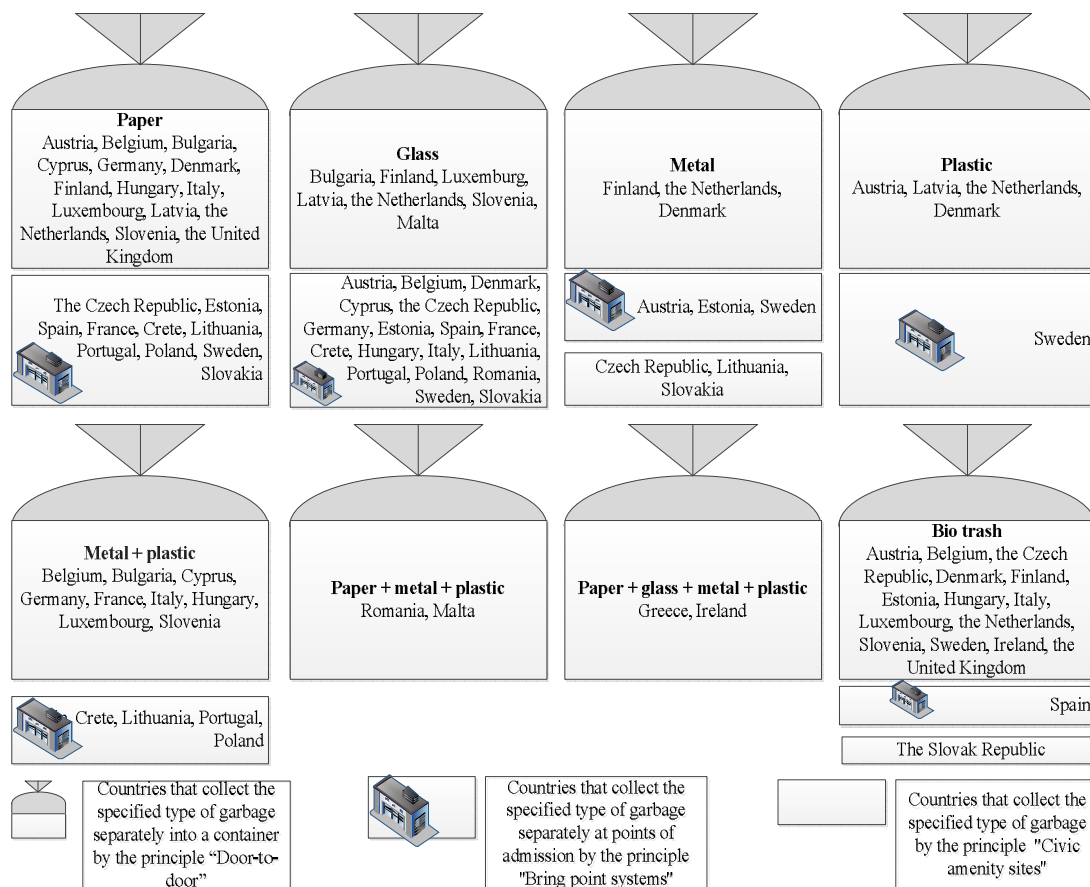 Paper
Austria, Belgium, Bulgaria,
Cyprus, Germany, Denmark,
Finland, Hungary, Italy,
Luxembourg, Latvia, the
Netherlands, Slovenia, the United
Kingdom
Glass
Bulgaria, Finland, Luxemburg,
Latvia, the Netherlands, Slovenia,
Malta
Metal
Finland, the Netherlands,
Denmark
Plastic
Austria, Latvia, the Netherlands,
Denmark
The Czech Republic, Estonia,
Spain, France, Crete, Lithuania,
Portugal, Poland, Sweden,
Slovakia
Austria, Belgium, Denmark,
Cyprus, the Czech Republic,
Germany, Estonia, Spain, France,
Crete, Hungary, Italy, Lithuania,
Portugal, Poland, Romania,
Sweden, Slovakia
Austria, Estonia, Sweden
Czech Republic, Lithuania,
Slovakia
Sweden
Metal + plastic
Belgium, Bulgaria, Cyprus,
Germany, France, Italy, Hungary,
Luxembourg, Slovenia
Paper + metal + plastic
Romania, Malta
Paper + glass + metal + plastic
Greece, Ireland
Bio trash
Austria, Belgium, the Czech
Republic, Denmark, Finland,
Estonia, Hungary, Italy,
Luxembourg, the Netherlands,
Slovenia, Sweden, Ireland, the
United Kingdom
Crete, Lithuania, Portugal,
Poland
Spain
The Slovak Republic
Countries that collect the
specified type of garbage
separately into a container
by the principle “Door-to-
door”
Countries that collect the
specified type of garbage
separately at points of
admission by the principle
"Bring point systems"
Countries that collect the
specified type of garbage
by the principle "Civic
amenity sites"